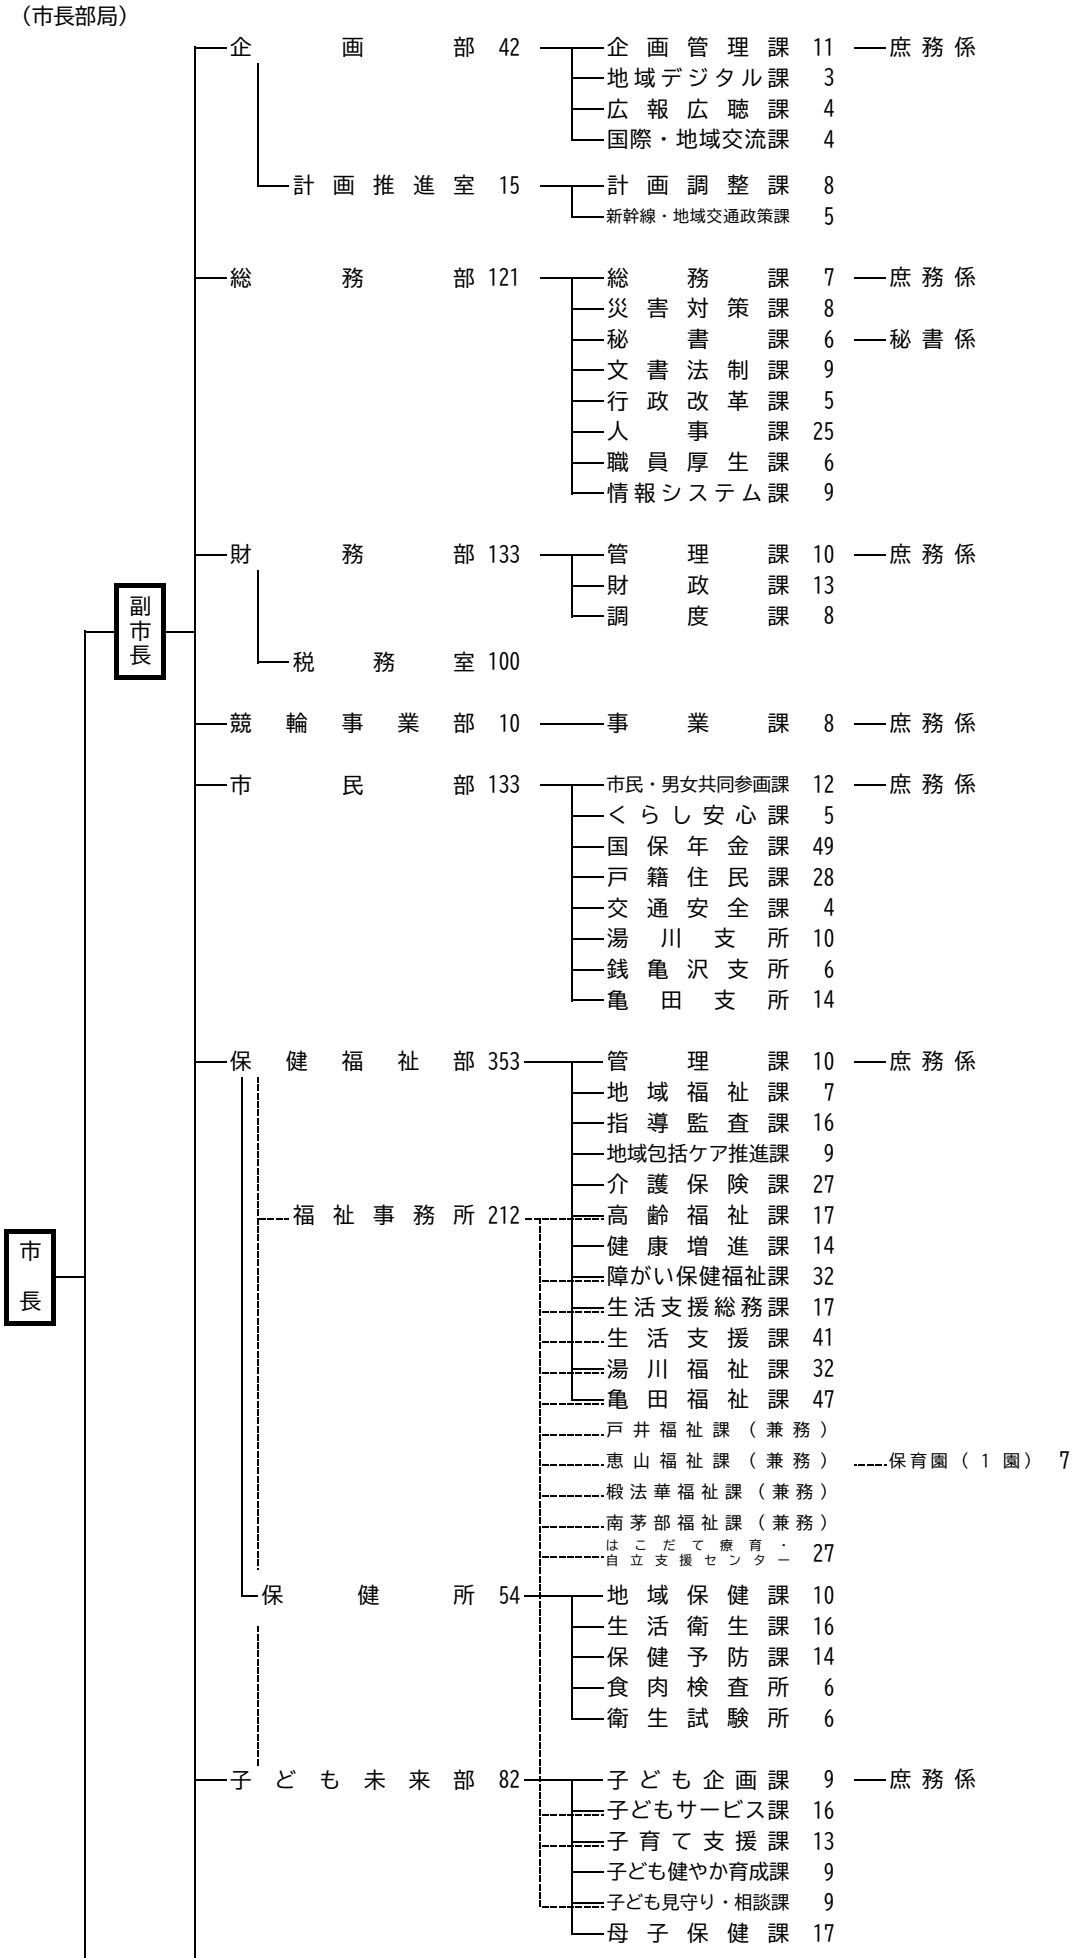 （市長部局）
企画部 42 企画管理課 11 庶務係
地域デジタル課 3
広報広聴課 4
国際・地域交流課 4
計画推進室 15 計画調整課 8
新幹線・地域交通政策課 5
総務部 121 総務課 7 庶務係
災害対策課 8
秘書課 6 秘書係
文書法制課 9
行政改革課 5
人事課 25
職員厚生課 6
情報システム課 9
財務部 133 管理課 10 庶務係
財政課 13
調度課 8
副市長
税務室 100
競輪事業部 10 事業課 8 庶務係
市民部 133 市民・男女共同参画課 12 庶務係
くらし安心課 5
国保年金課 49
戸籍住民課 28
交通安全課 4
湯川支所 10
銭亀沢支所 6
亀田支所 14
保健福祉部 353 管理課 10 庶務係
地域福祉課 7
指導監査課 16
地域包括ケア推進課 9
介護保険課 27
福祉事務所 212 高齢福祉課 17
健康増進課 14
市長
障がい保健福祉課 32
生活支援総務課 17
生活支援課 41
湯川福祉課 32
亀田福祉課 47
戸井福祉課（兼務）
恵山福祉課（兼務） 保育園（１園） 7
椴法華福祉課（兼務）
南茅部福祉課（兼務）
はこだて療育・
自立支援センター 27
保健所 54 地域保健課 10
生活衛生課 16
保健予防課 14
食肉検査所 6
衛生試験所 6
子ども未来部 82 子ども企画課 9 庶務係
子どもサービス課 16
子育て支援課 13
子ども健やか育成課 9
子ども見守り・相談課 9
母子保健課 17